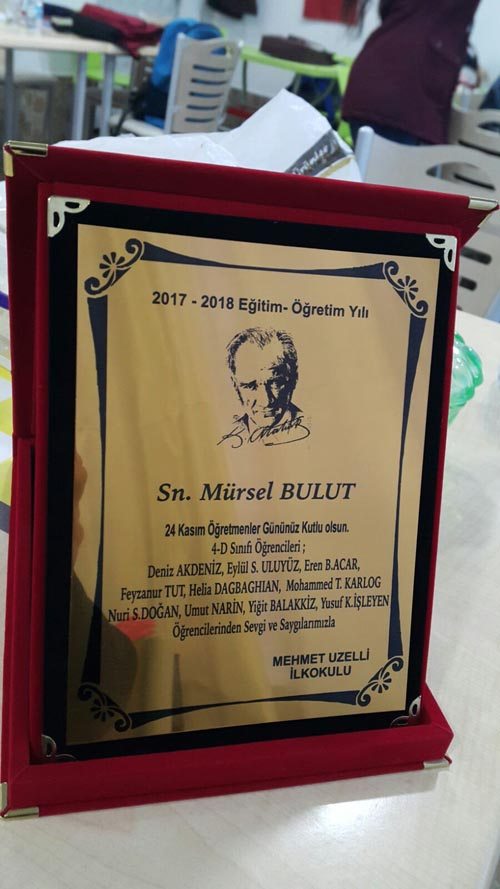 2017 - 2018 Eğitim- Öğretim Yılı
K. Atatürk
Sn. Mürsel BULUT
24 Kasım Öğretmenler Gününüz Kutlu olsun.
4-D Sınıfı Öğrencileri ;
Deniz AKDENİZ, Eylül S. ULUYÜZ, Eren B.ACAR,
Feyzanur TUT, Helia DAGBAGHIAN, Mohammed T. KARLOG
Nuri S.DOĞAN, Umut NARİN, Yiğit BALAKKİZ, Yusuf K.İŞLEYEN
Öğrencilerinden Sevgi ve Saygılarımızla
MEHMET UZELLİ
İLKOKULU